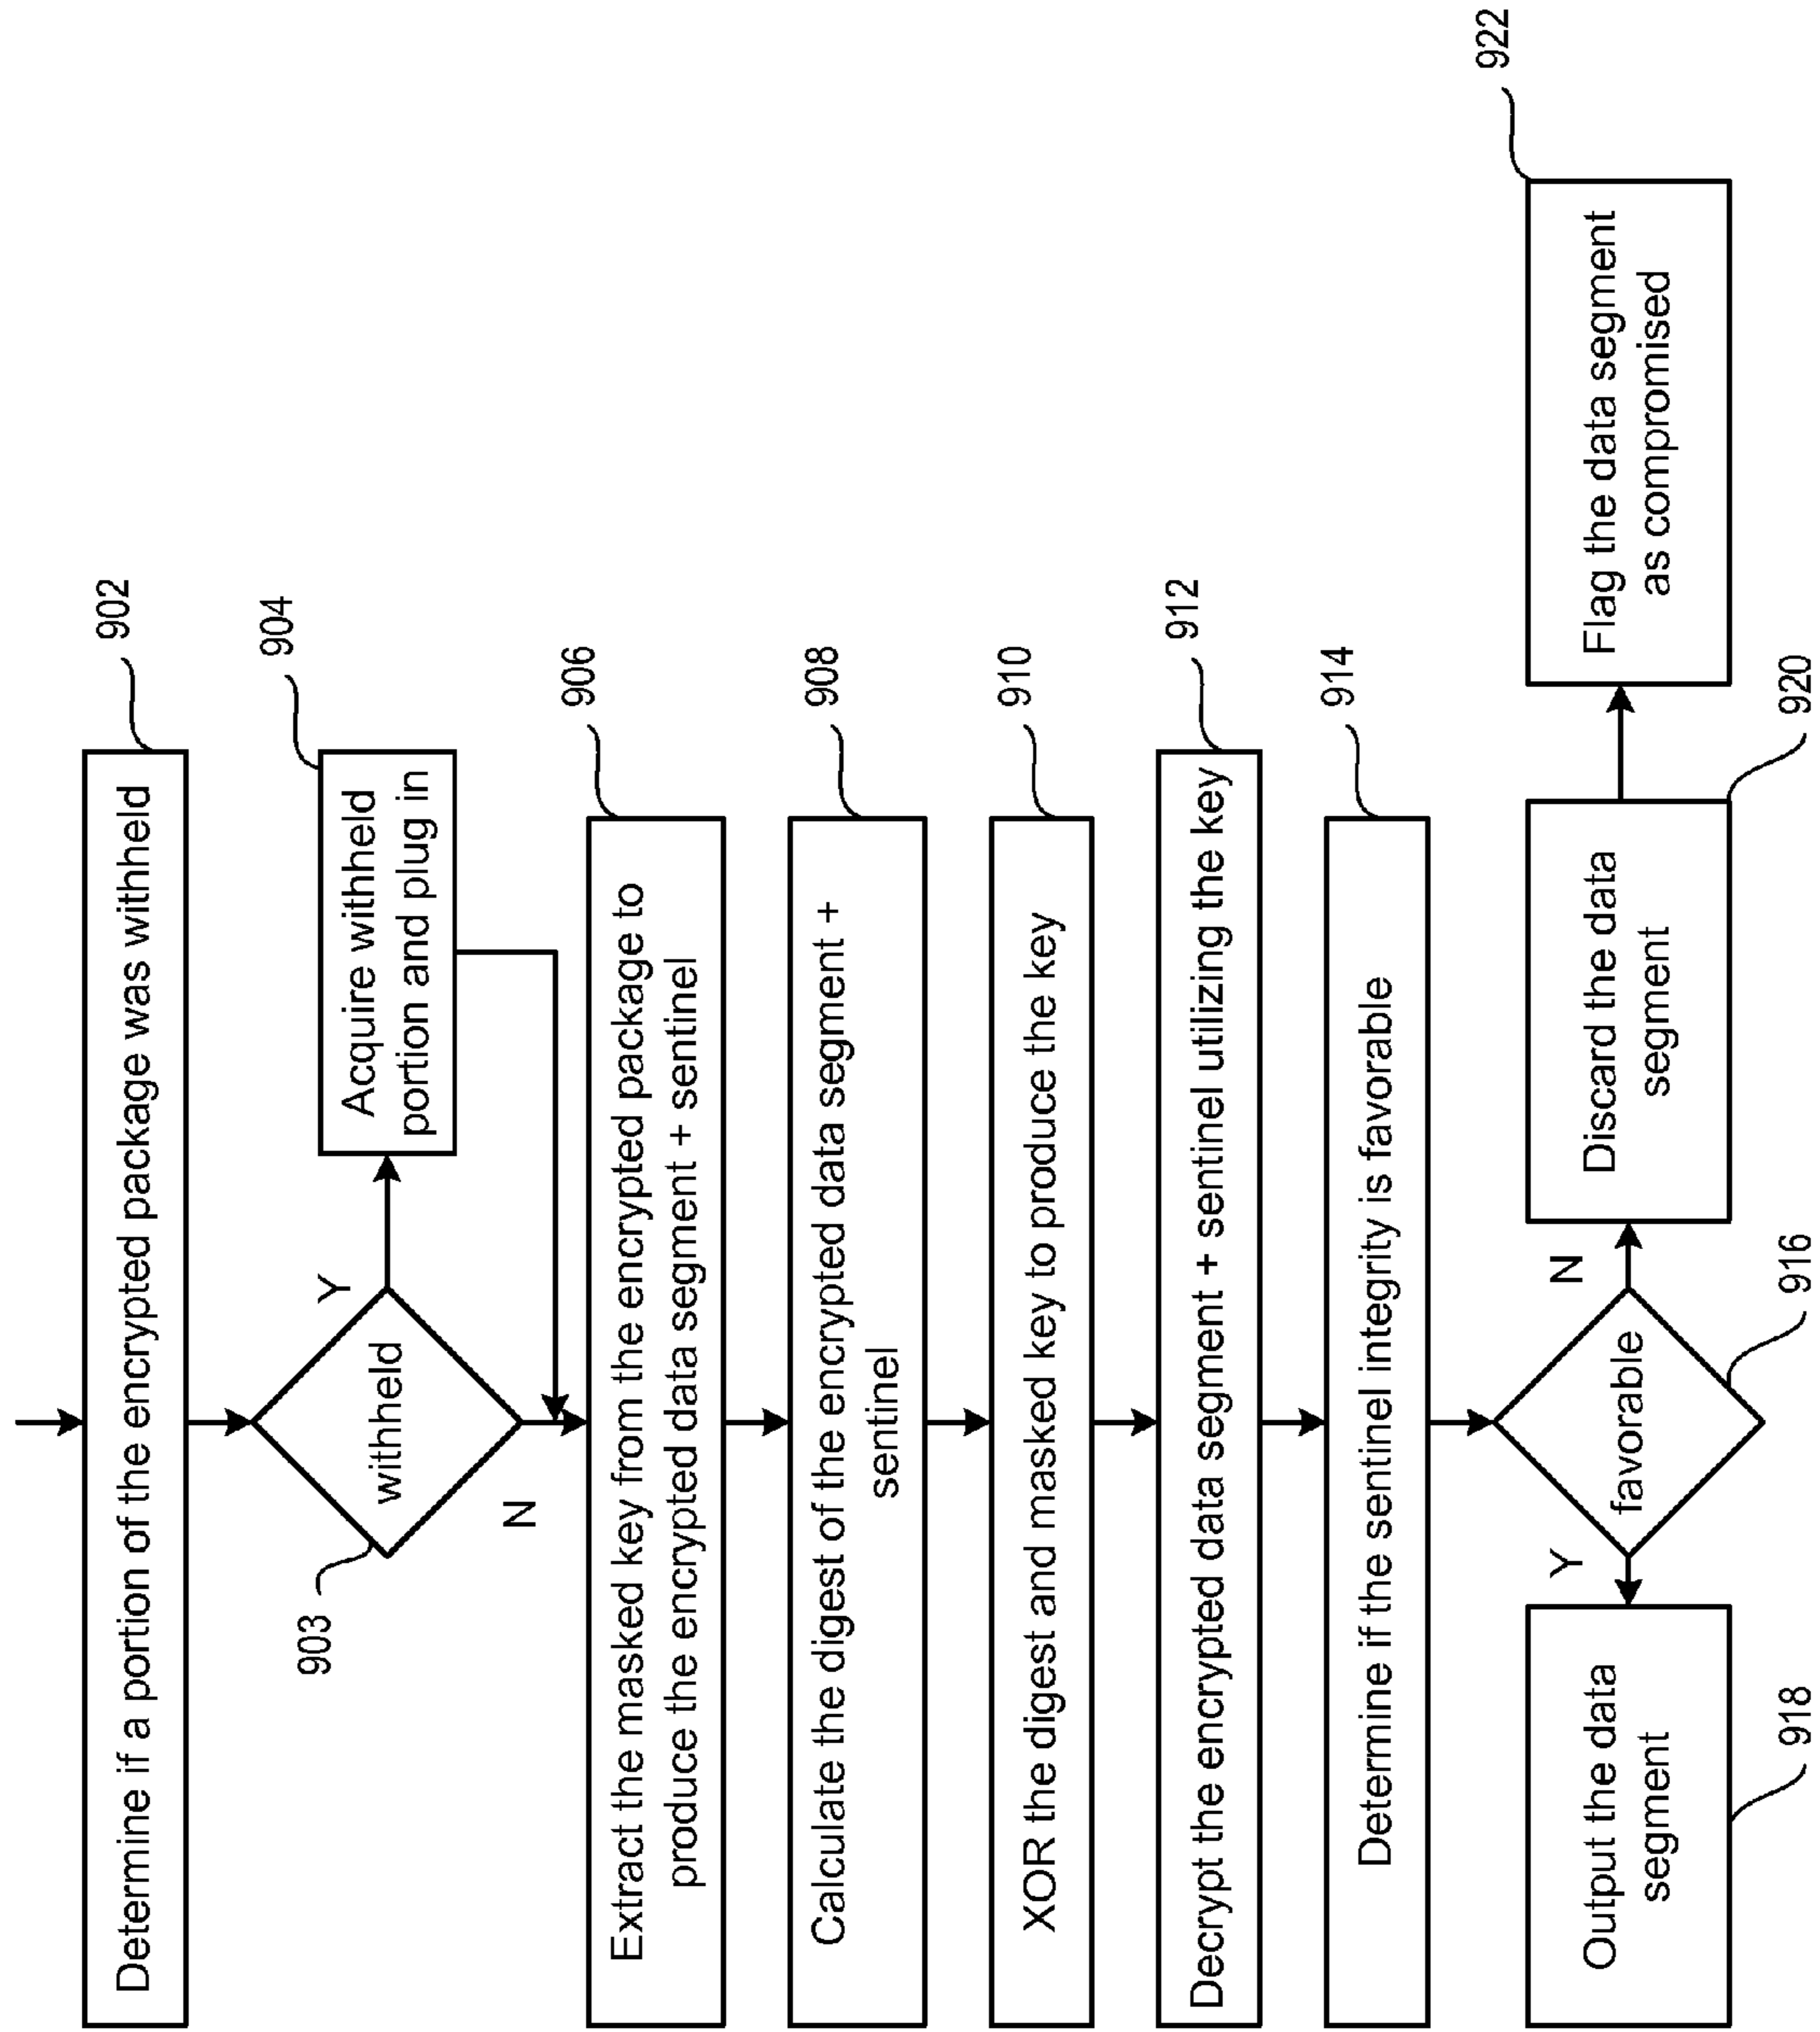 Determine if a portion of the encrypted package was withheld
902
903
withheld
Y
N
904
Acquire withheld
portion and plug in
906
Extract the masked key from the encrypted package to
produce the encrypted data segment + sentinel
908
Calculate the digest of the encrypted data segment +
sentinel
910
XOR the digest and masked key to produce the key
912
Decrypt the encrypted data segment + sentinel utilizing the key
914
Determine if the sentinel integrity is favorable
favorable
916
Y
N
Output the data
segment
918
Discard the data
segment
920
Flag the data segment
as compromised
922